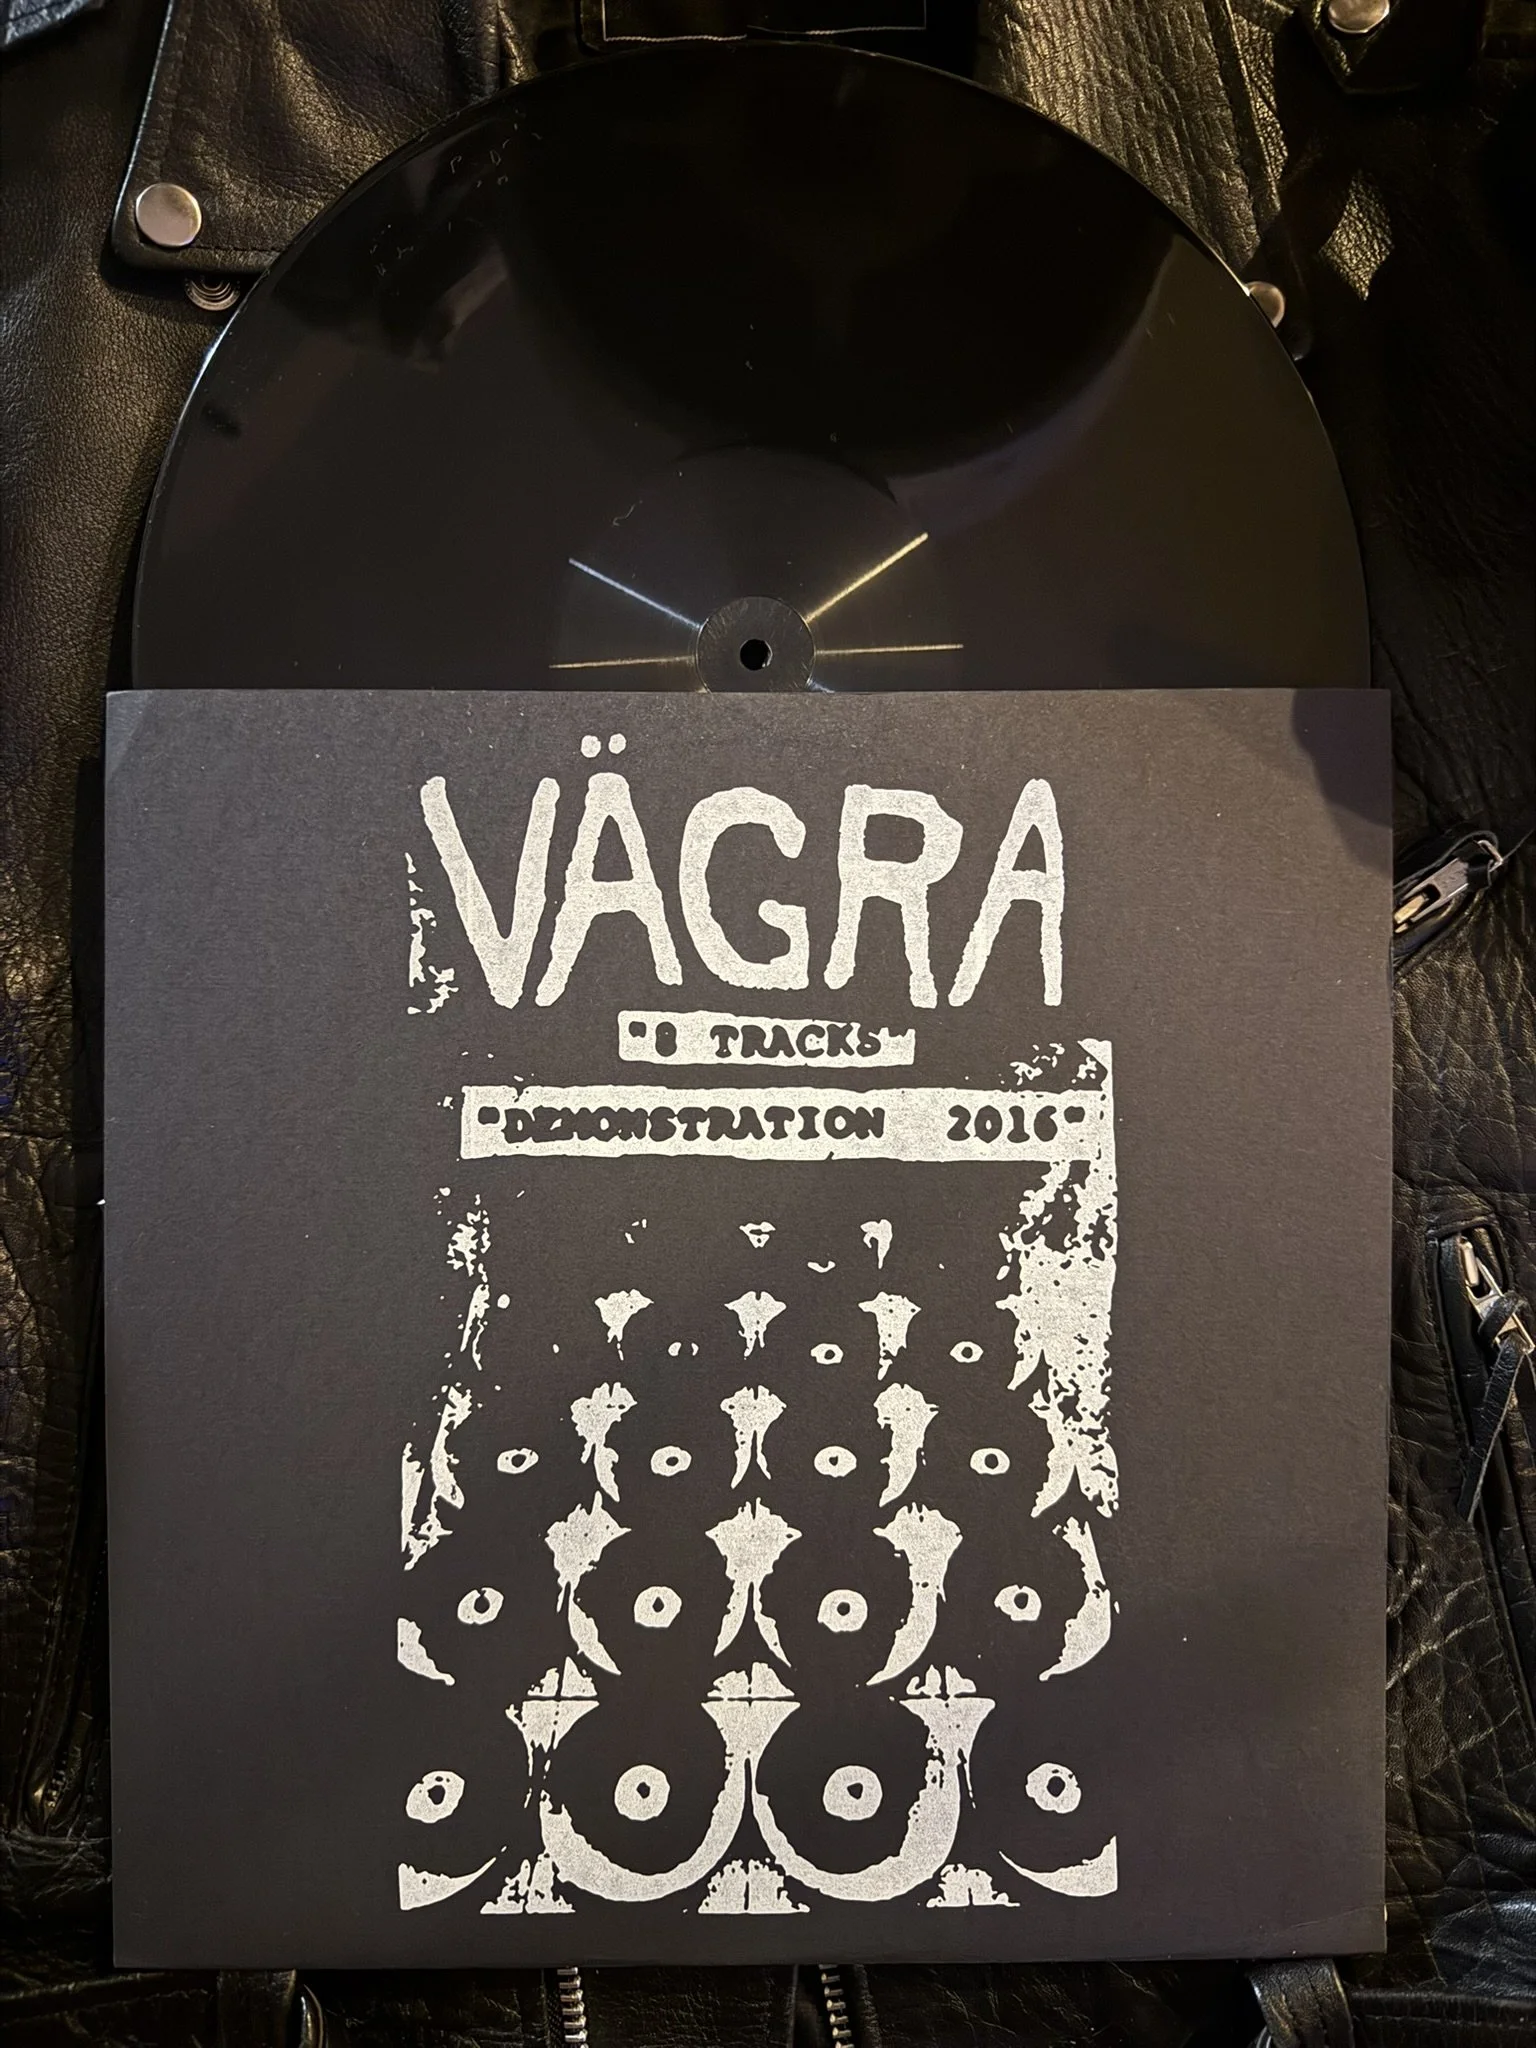 VÄGRA
"8 TRACKS"
"DEMONSTRATION 2016"